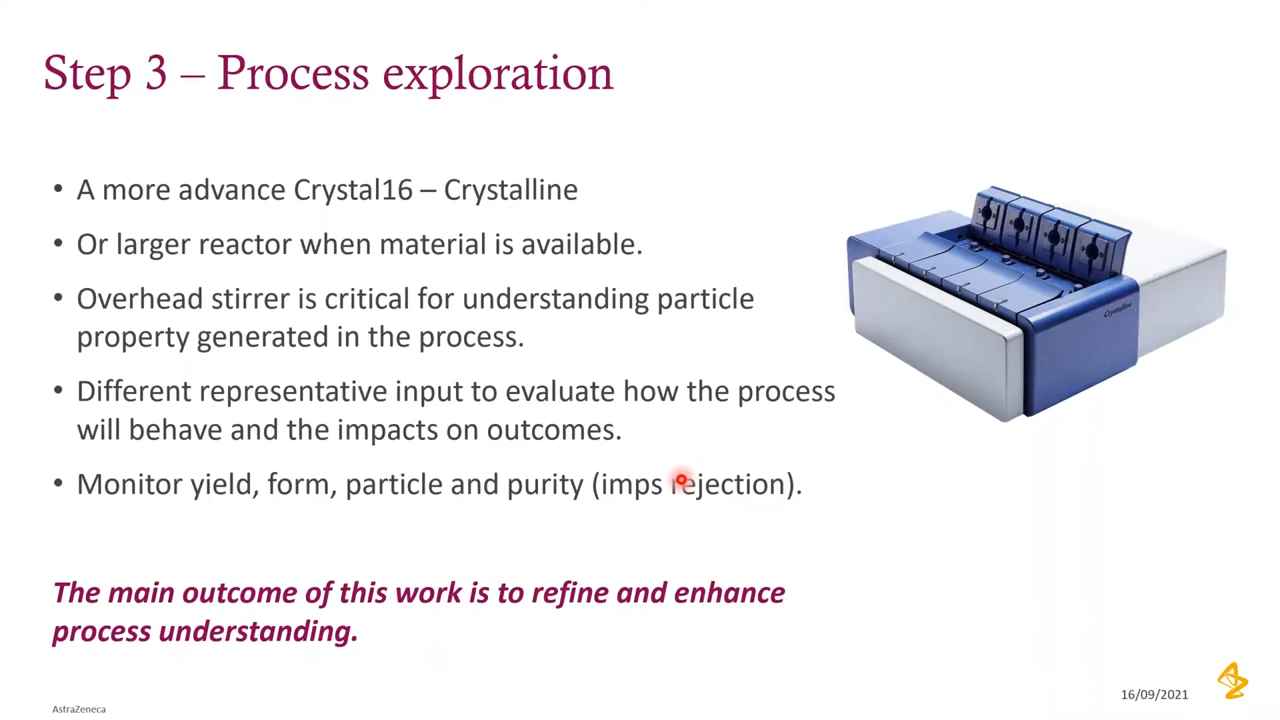 Step 3 – Process exploration
• A more advance Crystal16 – Crystalline
• Or larger reactor when material is available.
• Overhead stirrer is critical for understanding particle
property generated in the process.
• Different representative input to evaluate how the process
will behave and the impacts on outcomes.
• Monitor yield, form, particle and purity (imps rejection).
Crystalline
The main outcome of this work is to refine and enhance
process understanding.
16/09/2021
AstraZeneca